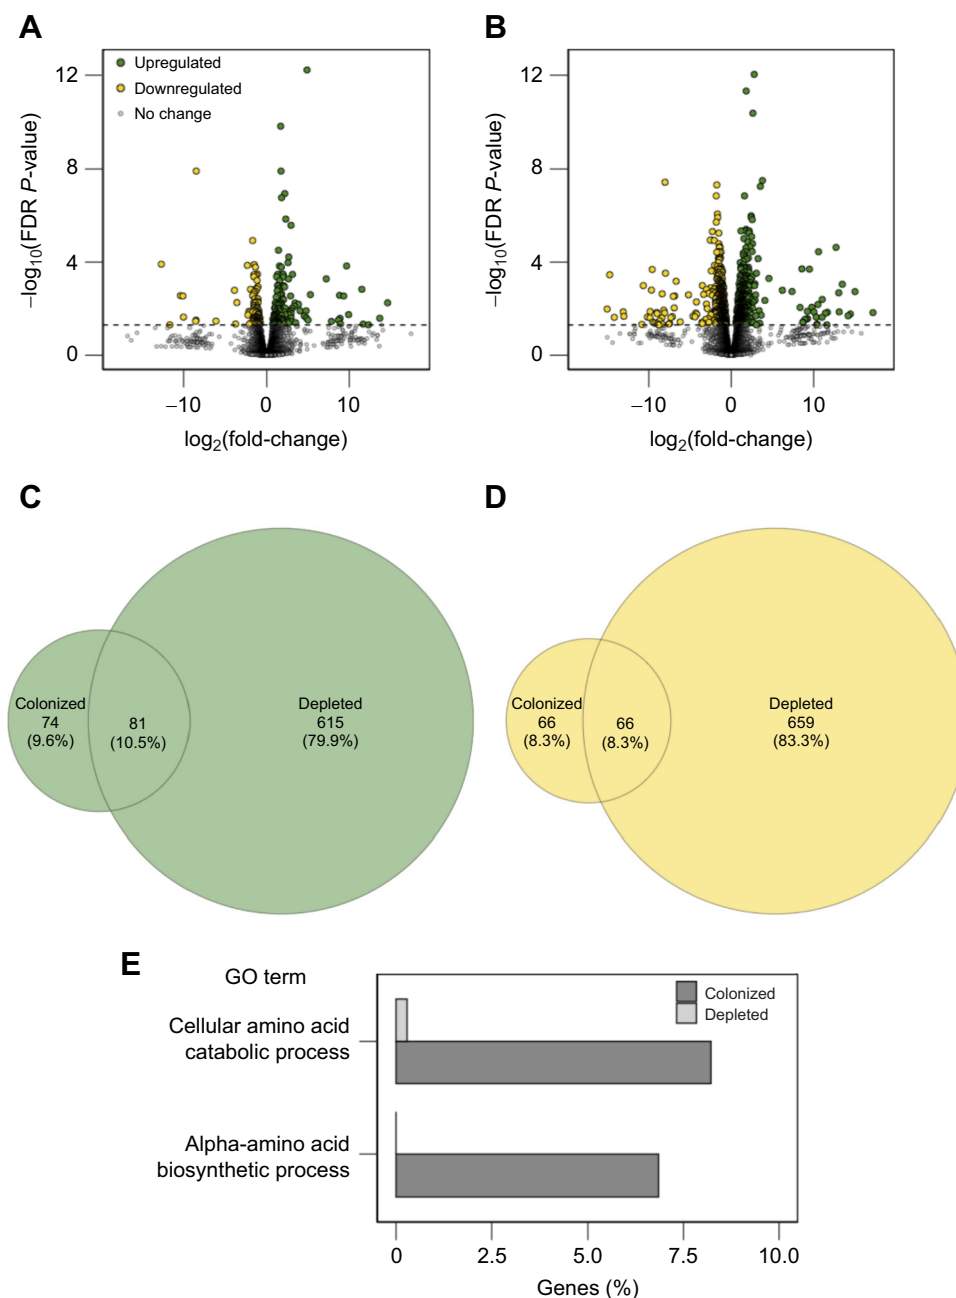 A
Upregulated
Downregulated
No change
12
8
4
0
−log10(FDR P-value)
−10
0
10
log2(fold-change)
B
12
8
4
0
−log10(FDR P-value)
−10
0
10
log2(fold-change)
C
Colonized
74
(9.6%)
81
(10.5%)
Depleted
615
(79.9%)
D
Colonized
66
(8.3%)
66
(8.3%)
Depleted
659
(83.3%)
E
GO term
Colonized
Depleted
Cellular amino acid
catabolic process
Alpha-amino acid
biosynthetic process
0
2.5
5.0
7.5
10.0
Genes (%)